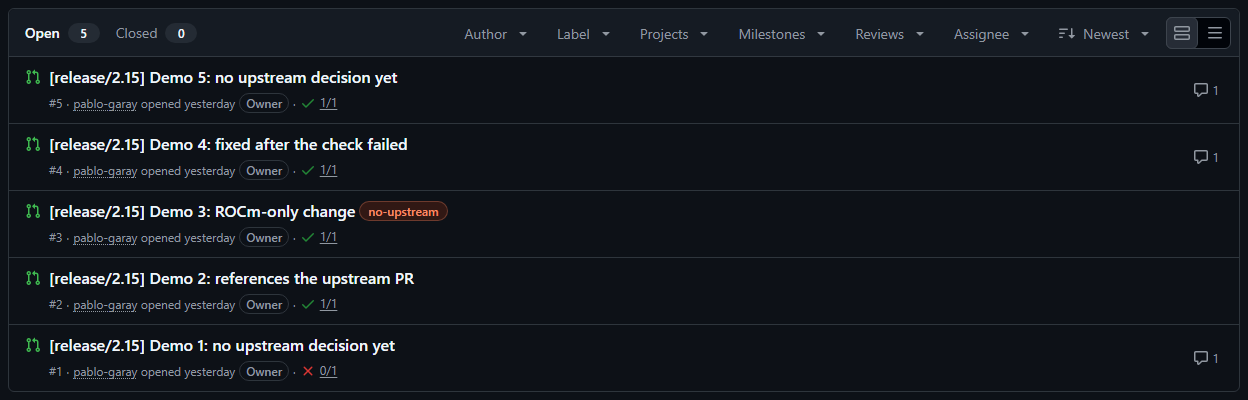 Open 5 Closed 0 Author Label Projects Milestones Reviews Assignee Newest
[release/2.15] Demo 5: no upstream decision yet
#5 · pablo-garay opened yesterday Owner · 1/1 1
[release/2.15] Demo 4: fixed after the check failed
#4 · pablo-garay opened yesterday Owner · 1/1 1
[release/2.15] Demo 3: ROCm-only change no-upstream
#3 · pablo-garay opened yesterday Owner · 1/1
[release/2.15] Demo 2: references the upstream PR
#2 · pablo-garay opened yesterday Owner · 1/1
[release/2.15] Demo 1: no upstream decision yet
#1 · pablo-garay opened yesterday Owner · 0/1 1